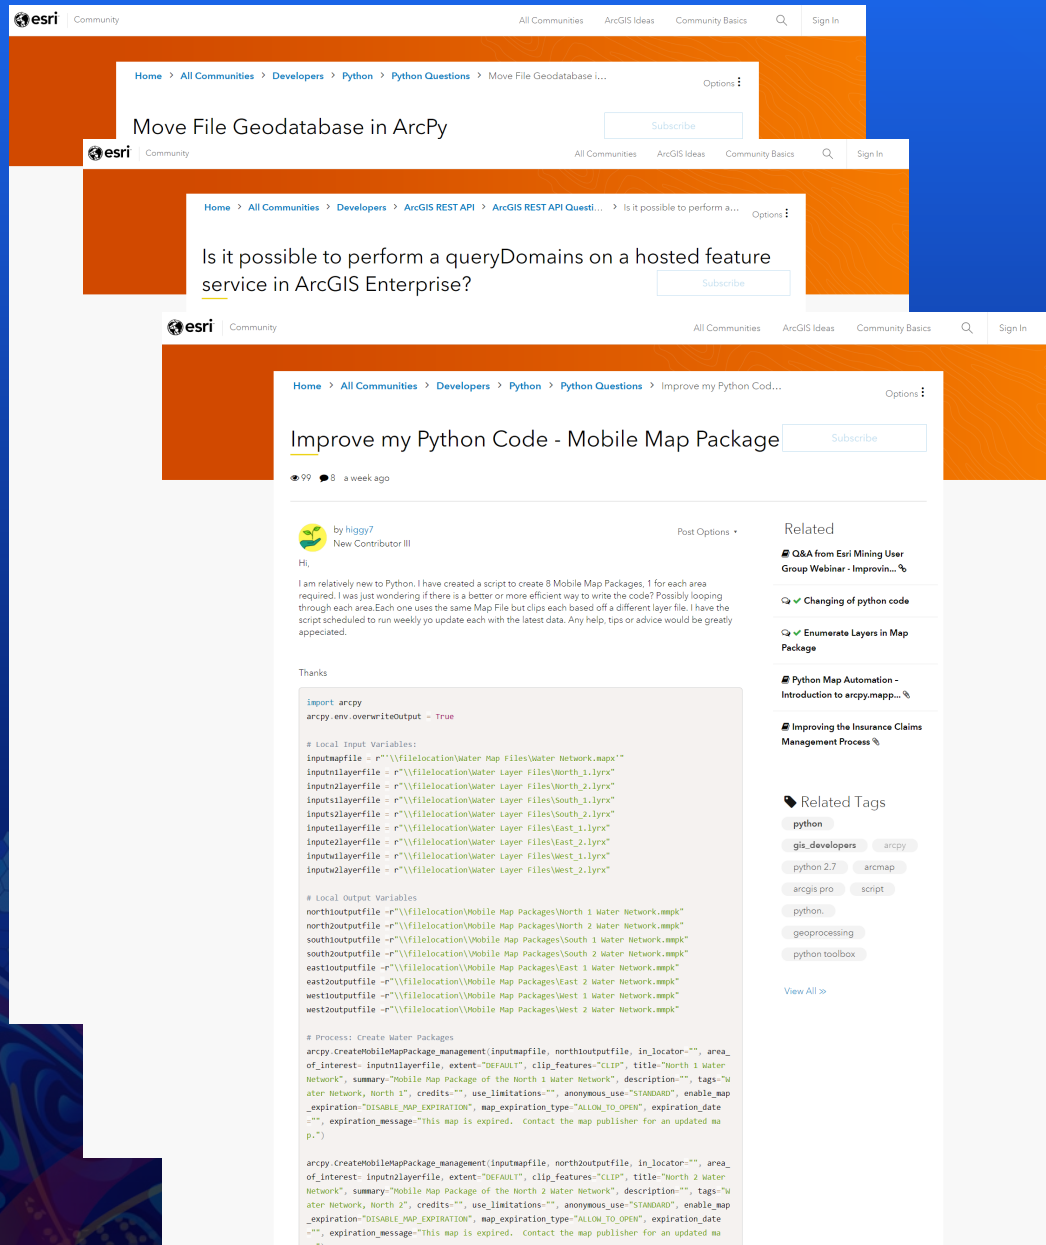 esri Community All Communities ArcGIS Ideas Community Basics Sign In
Home > All Communities > Developers > Python > Python Questions > Move File Geodatabase i...
Options
Move File Geodatabase in ArcPy
Subscribe
esri Community All Communities ArcGIS Ideas Community Basics Sign In
Home > All Communities > Developers > ArcGIS REST API > ArcGIS REST API Questi... > Is it possible to perform a...
Options
Is it possible to perform a queryDomains on a hosted feature
service in ArcGIS Enterprise?
Subscribe
esri Community All Communities ArcGIS Ideas Community Basics Sign In
Home > All Communities > Developers > Python > Python Questions > Improve my Python Cod...
Options
Improve my Python Code - Mobile Map Package
Subscribe
99 8 a week ago
by higgy7
New Contributor III
Post Options
Hi,
I am relatively new to Python. I have created a script to create 8 Mobile Map Packages, 1 for each area
required. I was just wondering if there is a better or more efficient way to write the code? Possibly looping
through each area.Each one uses the same Map File but clips each based off a different layer file. I have the
script scheduled to run weekly yo update each with the latest data. Any help, tips or advice would be greatly
appeciated.
Thanks
import arcpy
arcpy.env.overwriteOutput = True
# Local Input Variables:
inputmapfile = r"'\\filelocation\Water Map Files\Water Network.mapx'"
inputn1layerfile = r"\\filelocation\Water Layer Files\North_1.lyrx"
inputn2layerfile = r"\\filelocation\Water Layer Files\North_2.lyrx"
inputs1layerfile = r"\\filelocation\Water Layer Files\South_1.lyrx"
inputs2layerfile = r"\\filelocation\Water Layer Files\South_2.lyrx"
inpute1layerfile = r"\\filelocation\Water Layer Files\East_1.lyrx"
inpute2layerfile = r"\\filelocation\Water Layer Files\East_2.lyrx"
inputw1layerfile = r"\\filelocation\Water Layer Files\West_1.lyrx"
inputw2layerfile = r"\\filelocation\Water Layer Files\West_2.lyrx"
# Local Output Variables
north1outputfile =r"\\filelocation\Mobile Map Packages\North 1 Water Network.mmpk"
north2outputfile =r"\\filelocation\Mobile Map Packages\North 2 Water Network.mmpk"
south1outputfile =r"\\filelocation\\Mobile Map Packages\South 1 Water Network.mmpk"
south2outputfile =r"\\filelocation\\Mobile Map Packages\South 2 Water Network.mmpk"
east1outputfile =r"\\filelocation\Mobile Map Packages\East 1 Water Network.mmpk"
east2outputfile =r"\\filelocation\Mobile Map Packages\East 2 Water Network.mmpk"
west1outputfile =r"\\filelocation\Mobile Map Packages\West 1 Water Network.mmpk"
west2outputfile =r"\\filelocation\Mobile Map Packages\West 2 Water Network.mmpk"
# Process: Create Water Packages
arcpy.CreateMobileMapPackage_management(inputmapfile, north1outputfile, in_locator="", area_
of_interest= inputn1layerfile, extent="DEFAULT", clip_features="CLIP", title="North 1 Water
Network", summary="Mobile Map Package of the North 1 Water Network", description="", tags="W
ater Network, North 1", credits="", use_limitations="", anonymous_use="STANDARD", enable_map
_expiration="DISABLE_MAP_EXPIRATION", map_expiration_type="ALLOW_TO_OPEN", expiration_date
="", expiration_message="This map is expired.  Contact the map publisher for an updated ma
p.")
arcpy.CreateMobileMapPackage_management(inputmapfile, north2outputfile, in_locator="", area_
of_interest= inputn2layerfile, extent="DEFAULT", clip_features="CLIP", title="North 2 Water
Network", summary="Mobile Map Package of the North 2 Water Network", description="", tags="W
ater Network, North 2", credits="", use_limitations="", anonymous_use="STANDARD", enable_map
_expiration="DISABLE_MAP_EXPIRATION", map_expiration_type="ALLOW_TO_OPEN", expiration_date
="", expiration_message="This map is expired.  Contact the map publisher for an updated ma
Related
Q&A from Esri Mining User
Group Webinar - Improvin...
Changing of python code
Enumerate Layers in Map
Package
Python Map Automation –
Introduction to arcpy.mapp...
Improving the Insurance Claims
Management Process
Related Tags
python
gis_developers arcpy
python 2.7 arcmap
arcgis pro script
python.
geoprocessing
python toolbox
View All ≫